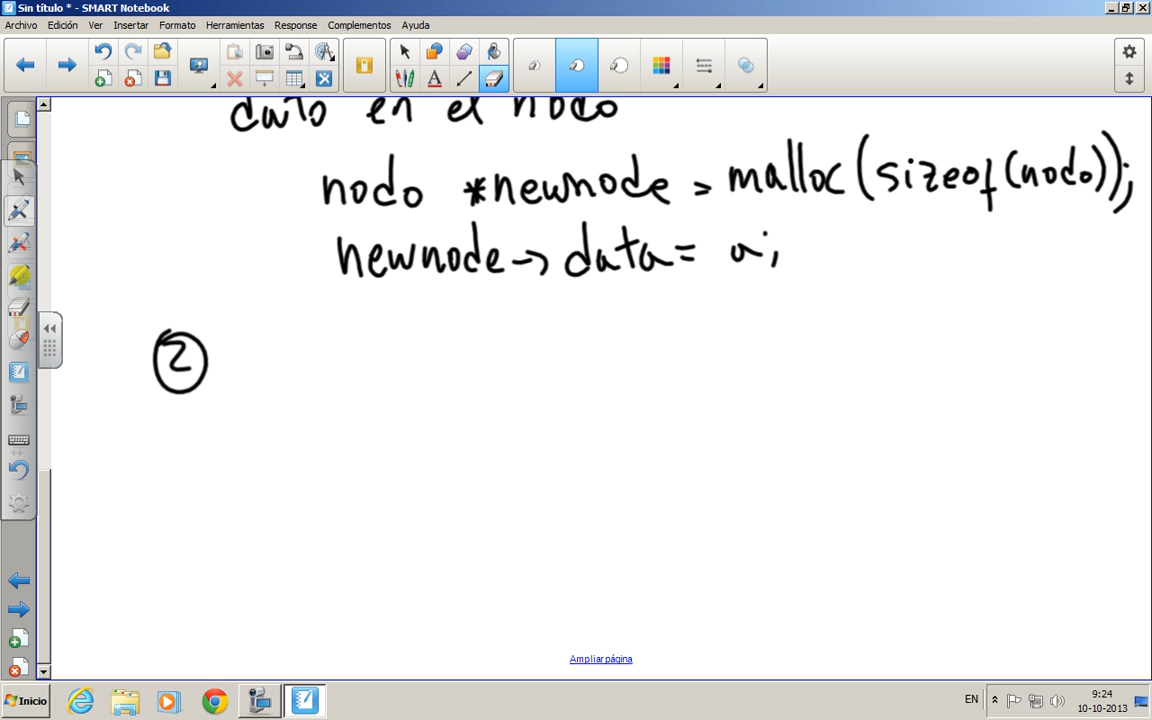 Sin título * - SMART Notebook
Archivo Edición Ver Insertar Formato Herramientas Response Complementos Ayuda
dato en el nodo
nodo *newnode = malloc(sizeof(nodo));
newnode→data = a;
2
Ampliar página
Inicio
EN
9:24
10-10-2013